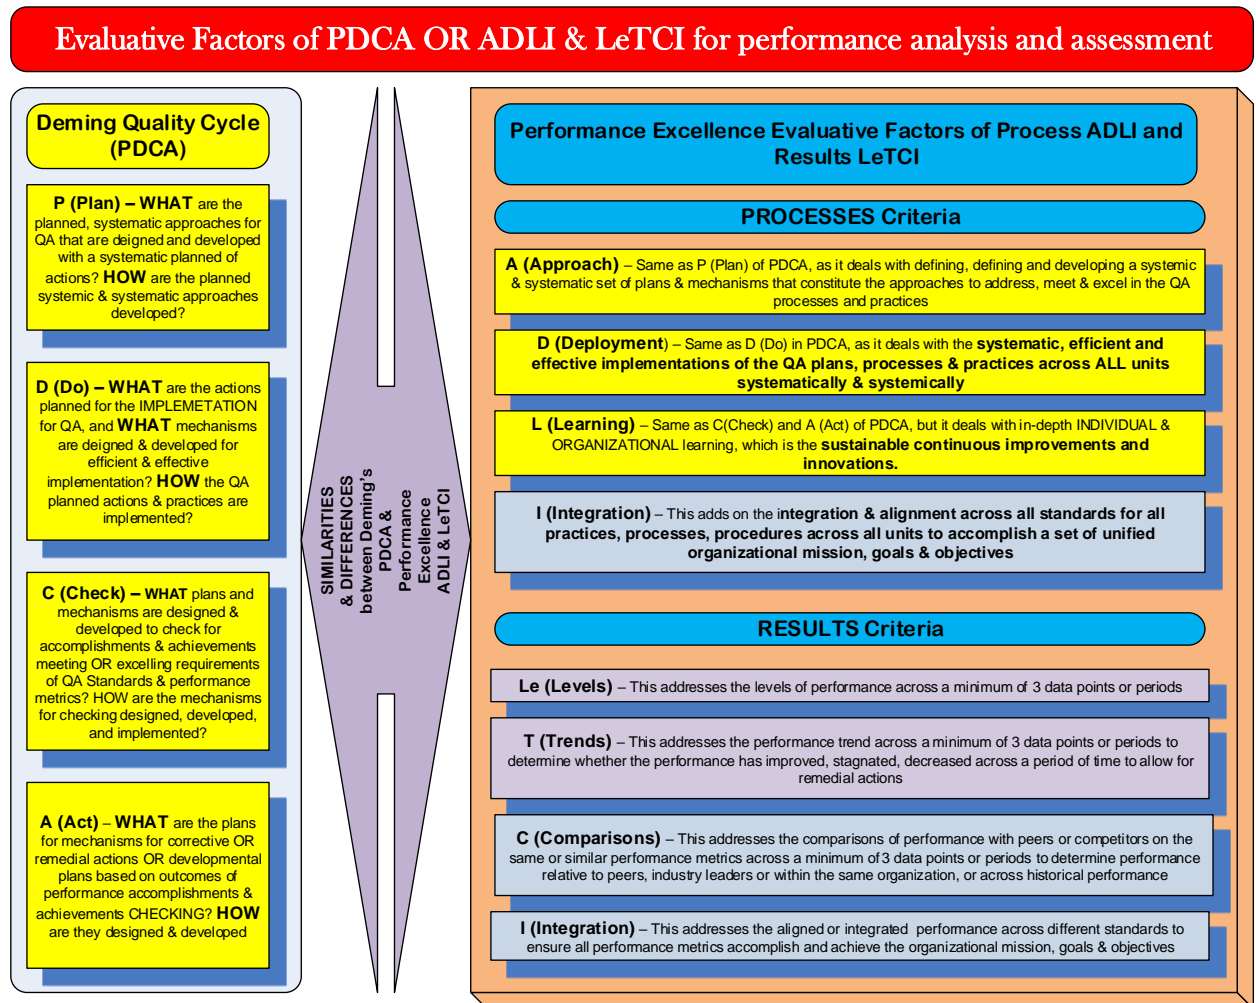 Evaluative Factors of PDCA OR ADLI & LeTCI for performance analysis and assessment
Deming Quality Cycle
(PDCA)
P (Plan) – WHAT are the
planned, systematic approaches for
QA that are deigned and developed
with a systematic planned of
actions? HOW are the planned
systemic & systematic approaches
developed?
D (Do) – WHAT are the actions
planned for the IMPLEMETATION
for QA, and WHAT mechanisms
are deigned & developed for
efficient & effective
implementation? HOW the QA
planned actions & practices are
implemented?
C (Check) – WHAT plans and
mechanisms are designed &
developed to check for
accomplishments & achievements
meeting OR excelling requirements
of QA Standards & performance
metrics? HOW are the mechanisms
for checking designed, developed,
and implemented?
A (Act) – WHAT are the plans
for mechanisms for corrective OR
remedial actions OR developmental
plans based on outcomes of
performance accomplishments &
achievements CHECKING? HOW
are they designed & developed
SIMILARITIES
& DIFFERENCES
between Deming's
PDCA &
Performance
Excellence
ADLI & LeTCI
Performance Excellence Evaluative Factors of Process ADLI and
Results LeTCI
PROCESSES Criteria
A (Approach) – Same as P (Plan) of PDCA, as it deals with defining, defining and developing a systemic
& systematic set of plans & mechanisms that constitute the approaches to address, meet & excel in the QA
processes and practices
D (Deployment) – Same as D (Do) in PDCA, as it deals with the systematic, efficient and
effective implementations of the QA plans, processes & practices across ALL units
systematically & systemically
L (Learning) – Same as C(Check) and A (Act) of PDCA, but it deals with in-depth INDIVIDUAL &
ORGANIZATIONAL learning, which is the sustainable continuous improvements and
innovations.
I (Integration) – This adds on the integration & alignment across all standards for all
practices, processes, procedures across all units to accomplish a set of unified
organizational mission, goals & objectives
RESULTS Criteria
Le (Levels) – This addresses the levels of performance across a minimum of 3 data points or periods
T (Trends) – This addresses the performance trend across a minimum of 3 data points or periods to
determine whether the performance has improved, stagnated, decreased across a period of time to allow for
remedial actions
C (Comparisons) – This addresses the comparisons of performance with peers or competitors on the
same or similar performance metrics across a minimum of 3 data points or periods to determine performance
relative to peers, industry leaders or within the same organization, or across historical performance
I (Integration) – This addresses the aligned or integrated performance across different standards to
ensure all performance metrics accomplish and achieve the organizational mission, goals & objectives